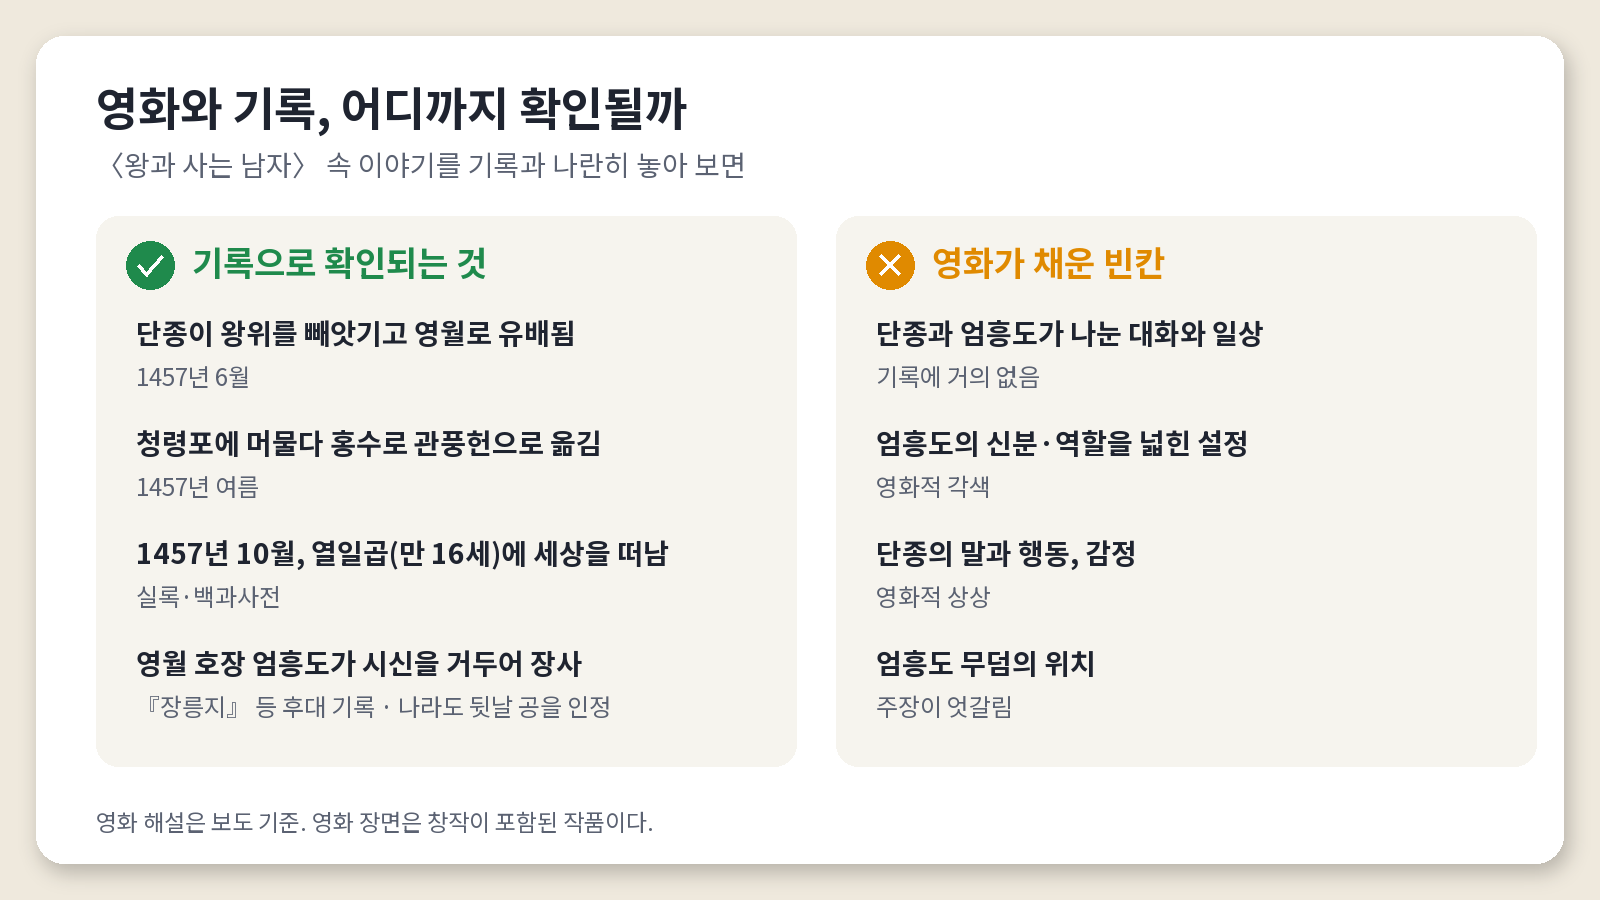 영화와 기록, 어디까지 확인될까
〈왕과 사는 남자〉 속 이야기를 기록과 나란히 놓아 보면
기록으로 확인되는 것
단종이 왕위를 빼앗기고 영월로 유배됨
1457년 6월
청령포에 머물다 홍수로 관풍헌으로 옮김
1457년 여름
1457년 10월, 열일곱(만 16세)에 세상을 떠남
실록·백과사전
영월 호장 엄흥도가 시신을 거두어 장사
『장릉지』 등 후대 기록 · 나라도 뒷날 공을 인정
영화가 채운 빈칸
단종과 엄흥도가 나눈 대화와 일상
기록에 거의 없음
엄흥도의 신분·역할을 넓힌 설정
영화적 각색
단종의 말과 행동, 감정
영화적 상상
엄흥도 무덤의 위치
주장이 엇갈림
영화 해설은 보도 기준. 영화 장면은 창작이 포함된 작품이다.